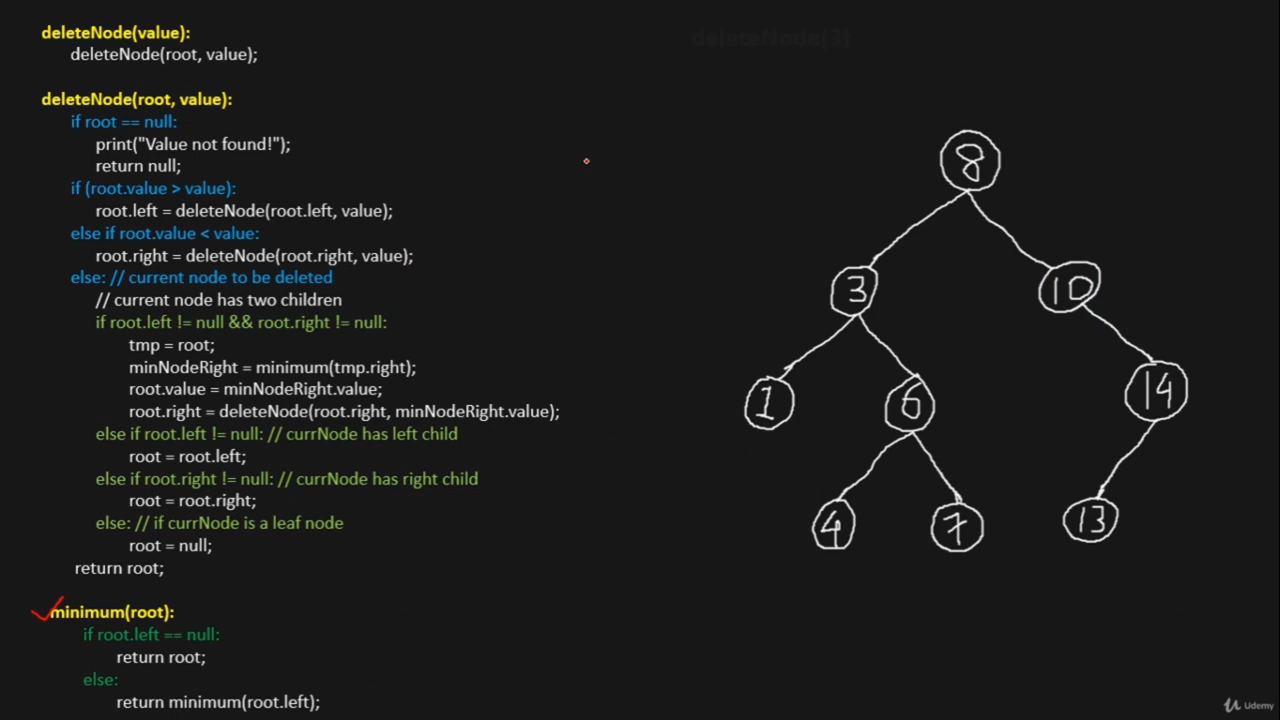 deleteNode(value):
deleteNode(root, value);
deleteNode(root, value):
if root == null:
print("Value not found!");
return null;
if (root.value > value):
root.left = deleteNode(root.left, value);
else if root.value < value:
root.right = deleteNode(root.right, value);
else: // current node to be deleted
// current node has two children
if root.left != null && root.right != null:
tmp = root;
minNodeRight = minimum(tmp.right);
root.value = minNodeRight.value;
root.right = deleteNode(root.right, minNodeRight.value);
else if root.left != null: // currNode has left child
root = root.left;
else if root.right != null: // currNode has right child
root = root.right;
else: // if currNode is a leaf node
root = null;
return root;
minimum(root):
if root.left == null:
return root;
else:
return minimum(root.left);
deleteNode(3)
8
3 10
1 6 14
4 7 13
Udemy